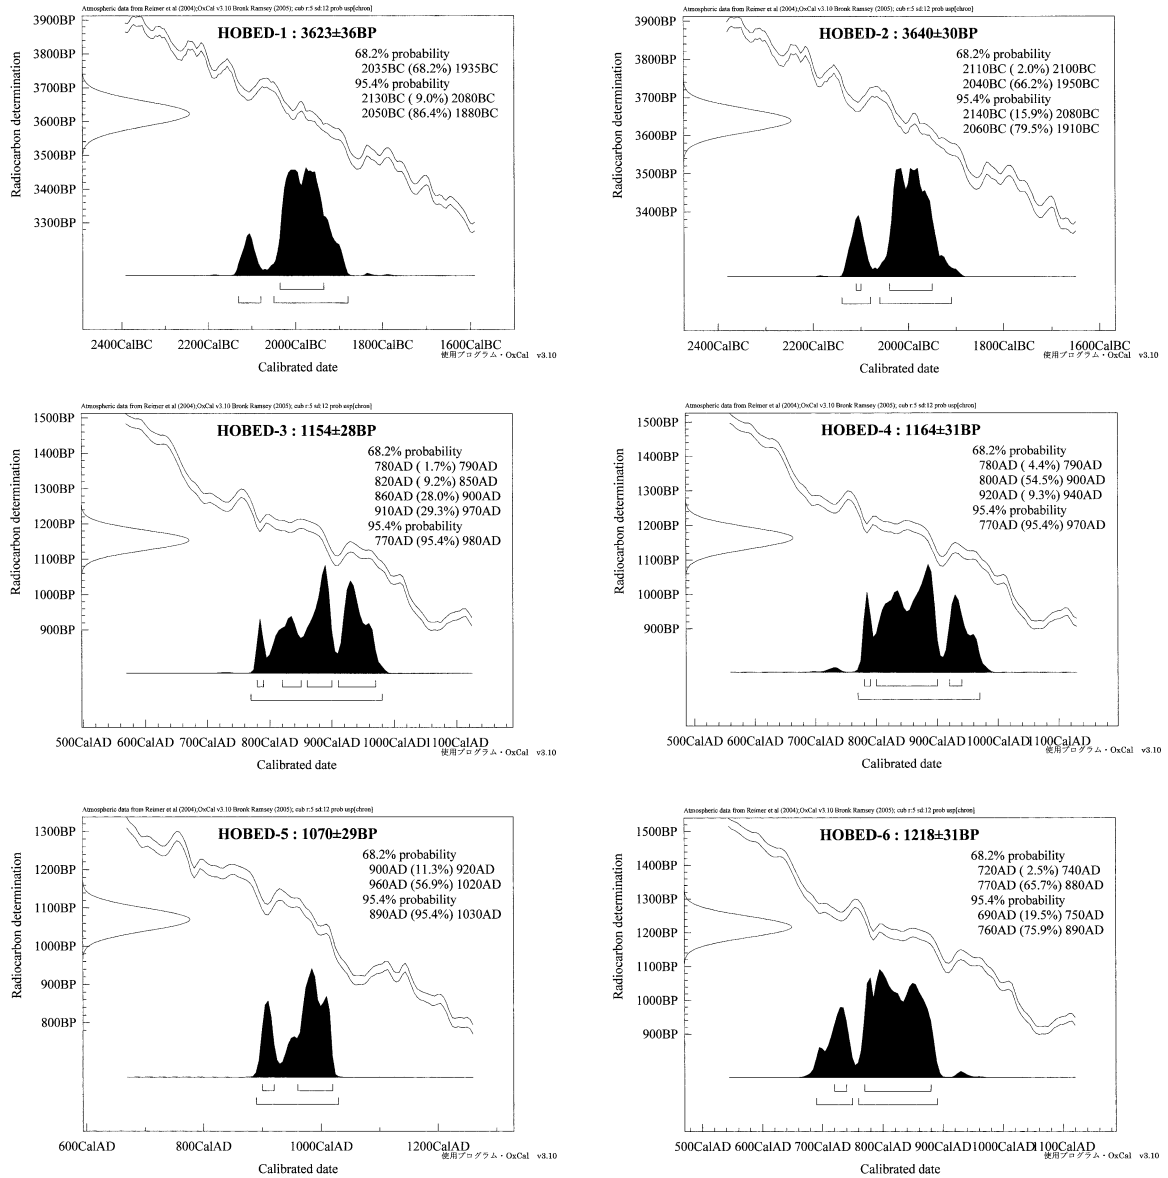 Atmospheric data from Reimer et al (2004);OxCal v3.10 Bronk Ramsey (2005); cub r:5 sd:12 prob usp[chron]
HOBED-1 : 3623±36BP
68.2% probability
2035BC (68.2%) 1935BC
95.4% probability
2130BC ( 9.0%) 2080BC
2050BC (86.4%) 1880BC
Radiocarbon determination
3900BP
3800BP
3700BP
3600BP
3500BP
3400BP
3300BP
2400CalBC 2200CalBC 2000CalBC 1800CalBC 1600CalBC
Calibrated date
使用プログラム・OxCal v3.10
Atmospheric data from Reimer et al (2004);OxCal v3.10 Bronk Ramsey (2005); cub r:5 sd:12 prob usp[chron]
HOBED-2 : 3640±30BP
68.2% probability
2110BC ( 2.0%) 2100BC
2040BC (66.2%) 1950BC
95.4% probability
2140BC (15.9%) 2080BC
2060BC (79.5%) 1910BC
Radiocarbon determination
3900BP
3800BP
3700BP
3600BP
3500BP
3400BP
2400CalBC 2200CalBC 2000CalBC 1800CalBC 1600CalBC
Calibrated date
使用プログラム・OxCal v3.10
Atmospheric data from Reimer et al (2004);OxCal v3.10 Bronk Ramsey (2005); cub r:5 sd:12 prob usp[chron]
HOBED-3 : 1154±28BP
68.2% probability
780AD ( 1.7%) 790AD
820AD ( 9.2%) 850AD
860AD (28.0%) 900AD
910AD (29.3%) 970AD
95.4% probability
770AD (95.4%) 980AD
Radiocarbon determination
1500BP
1400BP
1300BP
1200BP
1100BP
1000BP
900BP
500CalAD 600CalAD 700CalAD 800CalAD 900CalAD 1000CalAD 1100CalAD
Calibrated date
使用プログラム・OxCal v3.10
Atmospheric data from Reimer et al (2004);OxCal v3.10 Bronk Ramsey (2005); cub r:5 sd:12 prob usp[chron]
HOBED-4 : 1164±31BP
68.2% probability
780AD ( 4.4%) 790AD
800AD (54.5%) 900AD
920AD ( 9.3%) 940AD
95.4% probability
770AD (95.4%) 970AD
Radiocarbon determination
1500BP
1400BP
1300BP
1200BP
1100BP
1000BP
900BP
500CalAD 600CalAD 700CalAD 800CalAD 900CalAD 1000CalAD 1100CalAD
Calibrated date
使用プログラム・OxCal v3.10
Atmospheric data from Reimer et al (2004);OxCal v3.10 Bronk Ramsey (2005); cub r:5 sd:12 prob usp[chron]
HOBED-5 : 1070±29BP
68.2% probability
900AD (11.3%) 920AD
960AD (56.9%) 1020AD
95.4% probability
890AD (95.4%) 1030AD
Radiocarbon determination
1300BP
1200BP
1100BP
1000BP
900BP
800BP
600CalAD 800CalAD 1000CalAD 1200CalAD
Calibrated date
使用プログラム・OxCal v3.10
Atmospheric data from Reimer et al (2004);OxCal v3.10 Bronk Ramsey (2005); cub r:5 sd:12 prob usp[chron]
HOBED-6 : 1218±31BP
68.2% probability
720AD ( 2.5%) 740AD
770AD (65.7%) 880AD
95.4% probability
690AD (19.5%) 750AD
760AD (75.9%) 890AD
Radiocarbon determination
1500BP
1400BP
1300BP
1200BP
1100BP
1000BP
900BP
500CalAD 600CalAD 700CalAD 800CalAD 900CalAD 1000CalAD 1100CalAD
Calibrated date
使用プログラム・OxCal v3.10